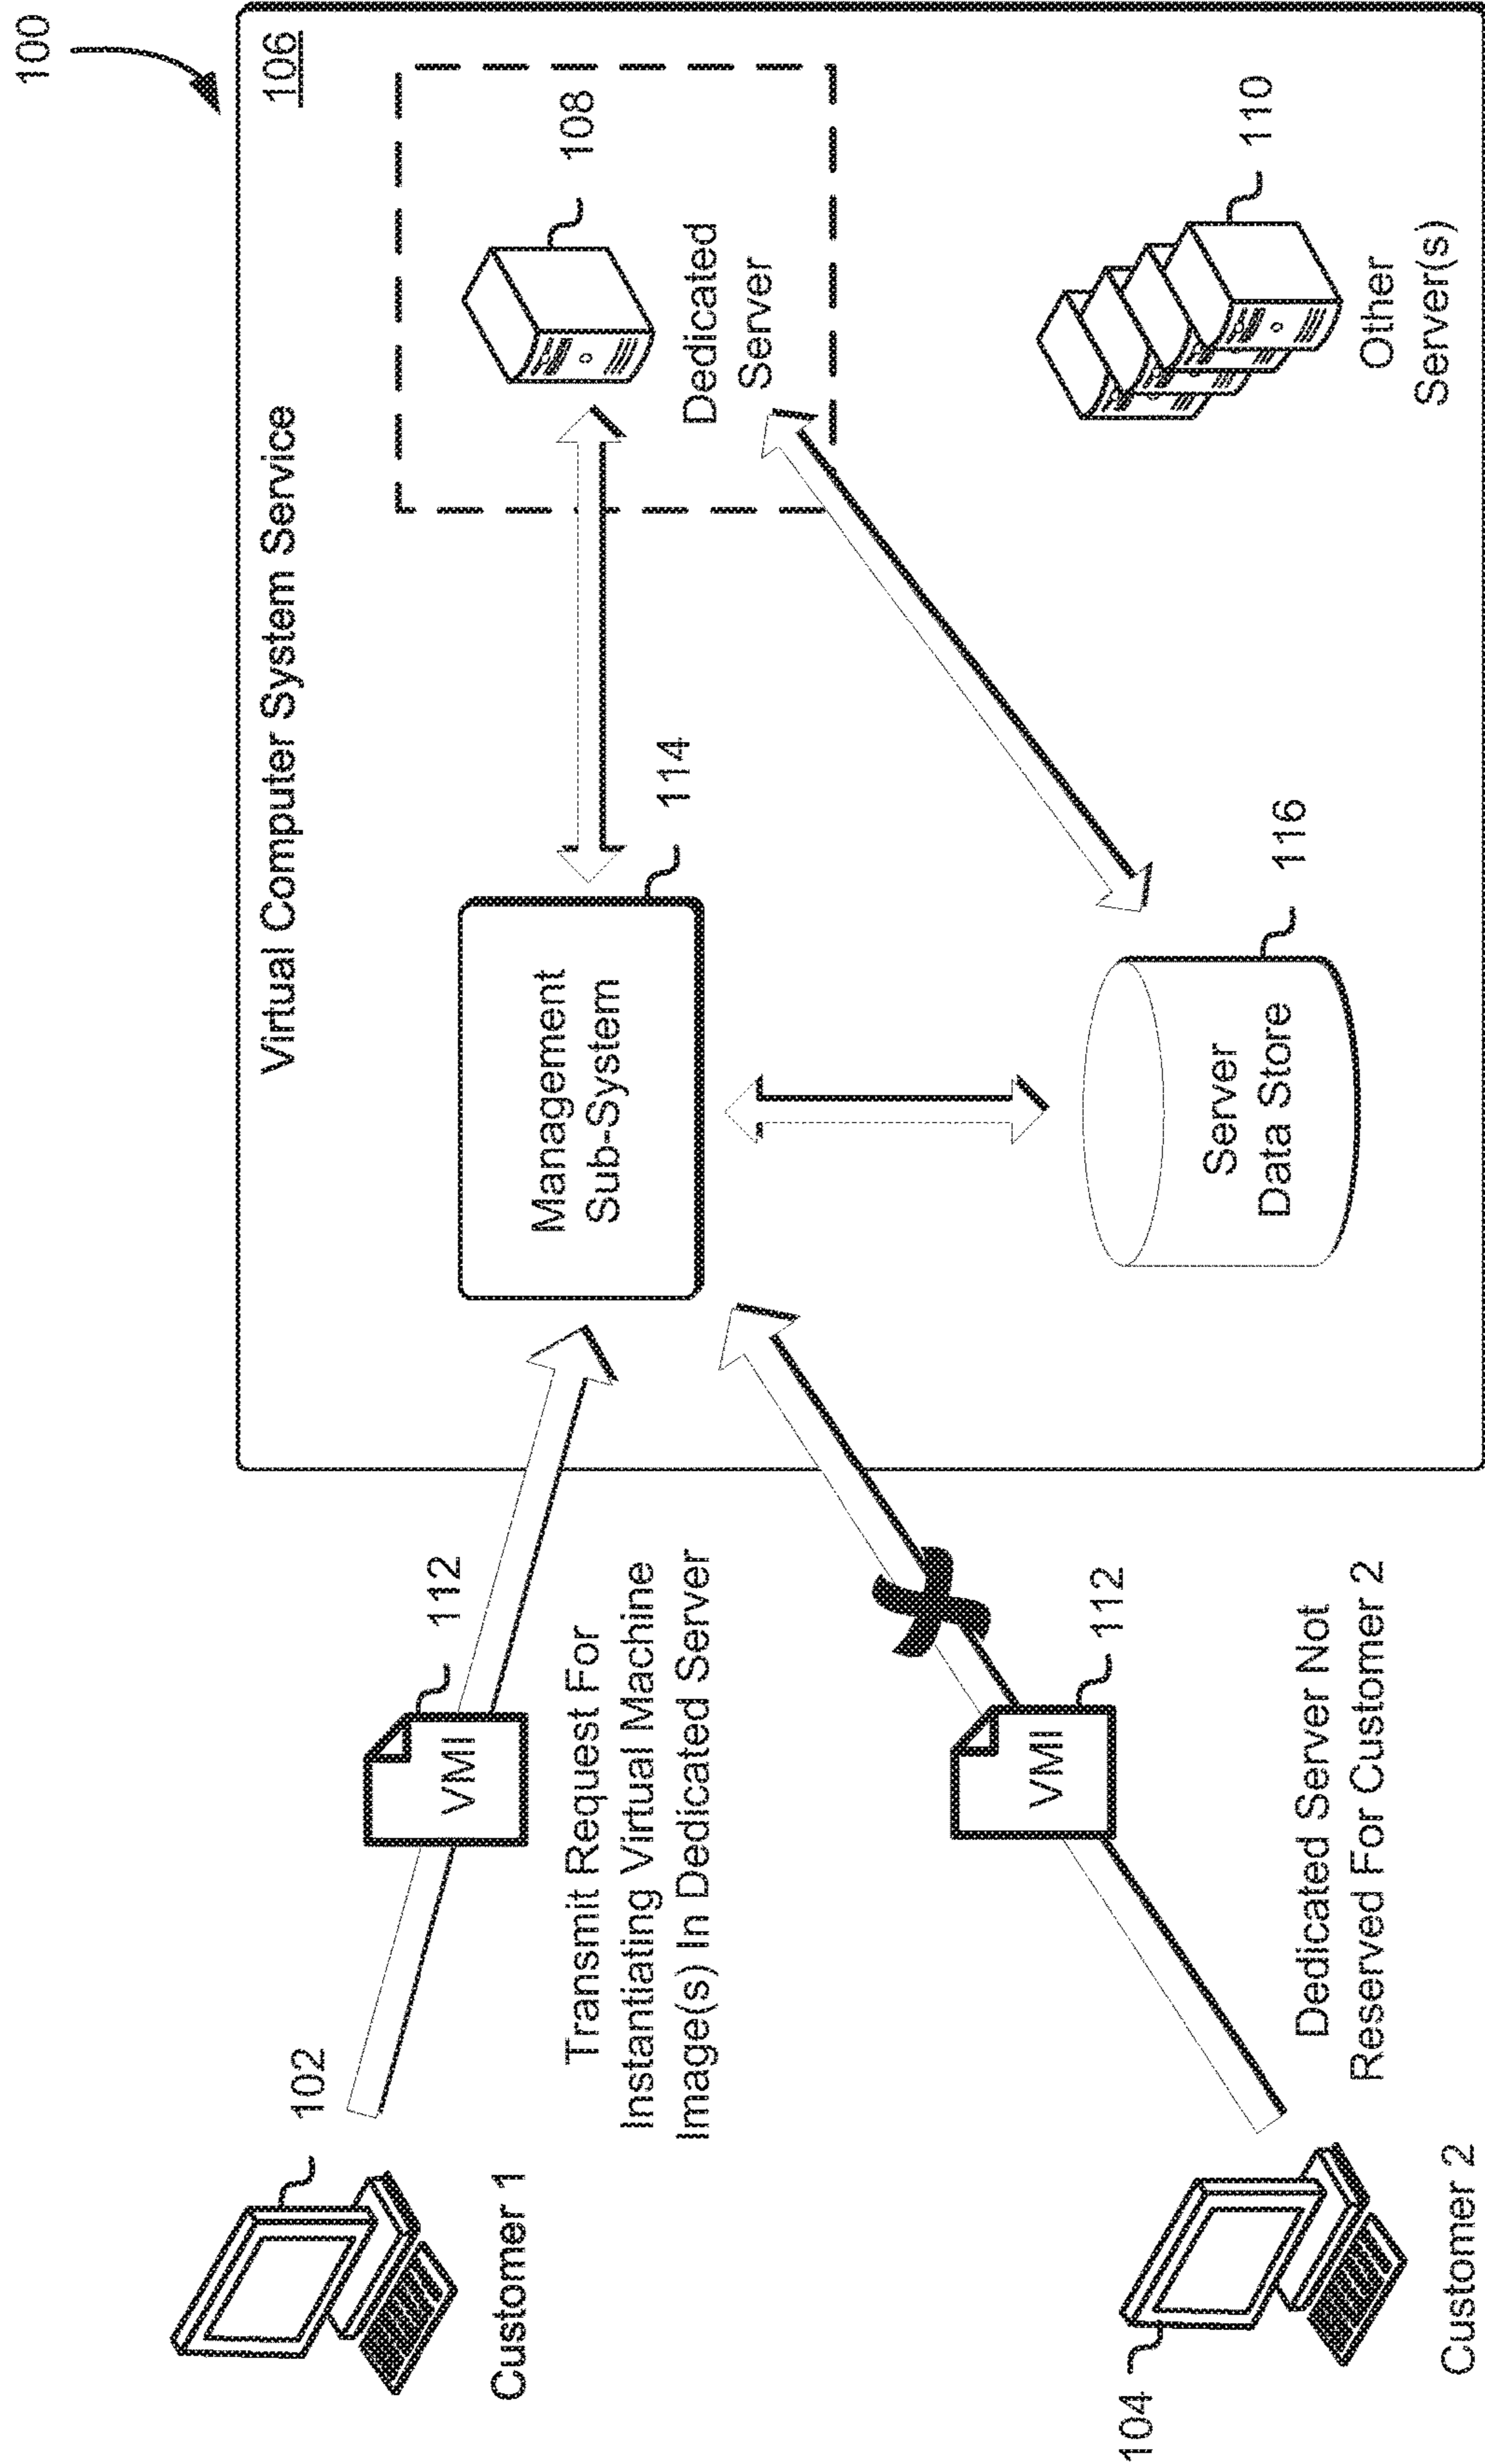 100
Virtual Computer System Service
106
102
Customer 1
112
VMI
Transmit Request For
Instantiating Virtual Machine
Image(s) In Dedicated Server
Management
Sub-System
114
108
Dedicated
Server
104
Customer 2
VMI
112
Dedicated Server Not
Reserved For Customer 2
Server
Data Store
116
110
Other
Server(s)